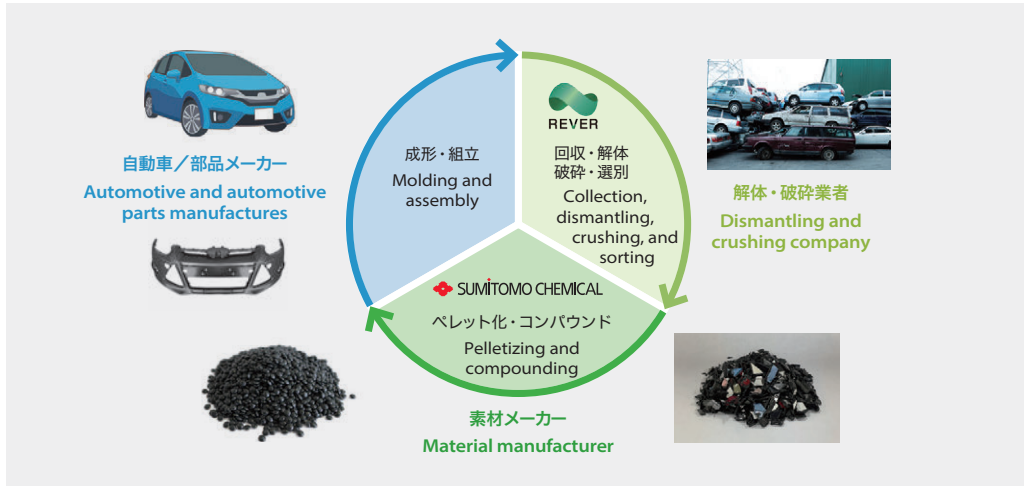 自動車／部品メーカー
Automotive and automotive
parts manufactures
成形・組立
Molding and
assembly
REVER
回収・解体
破砕・選別
Collection,
dismantling,
crushing, and
sorting
解体・破砕業者
Dismantling and
crushing company
SUMİTOMO CHEMICAL
ペレット化・コンパウンド
Pelletizing and
compounding
素材メーカー
Material manufacturer